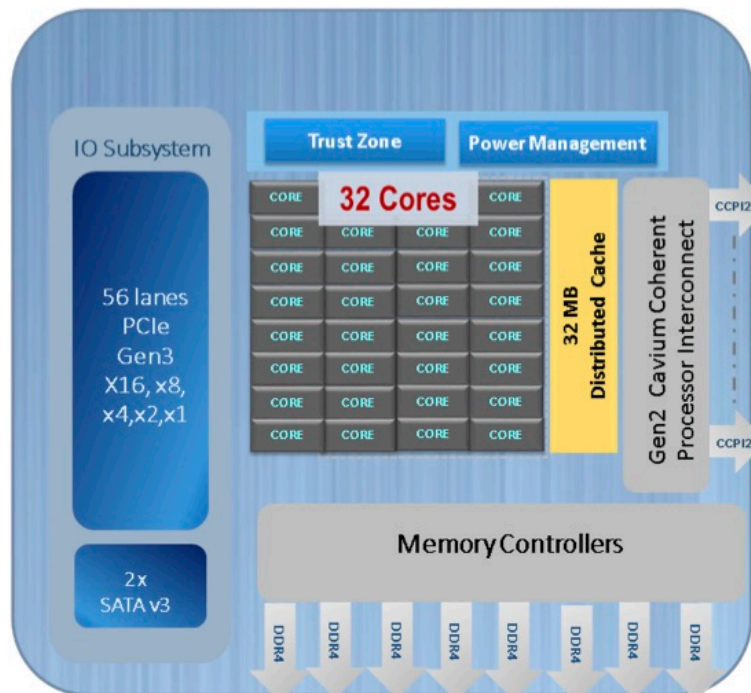 IO Subsystem
56 lanes
PCIe
Gen3
X16, x8,
x4,x2,x1
2x
SATA v3
Trust Zone
Power Management
32 Cores
CORE CORE
CORE CORE CORE CORE
CORE CORE CORE CORE
CORE CORE CORE CORE
CORE CORE CORE CORE
CORE CORE CORE CORE
CORE CORE CORE CORE
CORE CORE CORE CORE
32 MB
Distributed Cache
Gen2 Cavium Coherent
Processor Interconnect
CCPI2
CCPI2
Memory Controllers
DDR4
DDR4
DDR4
DDR4
DDR4
DDR4
DDR4
DDR4